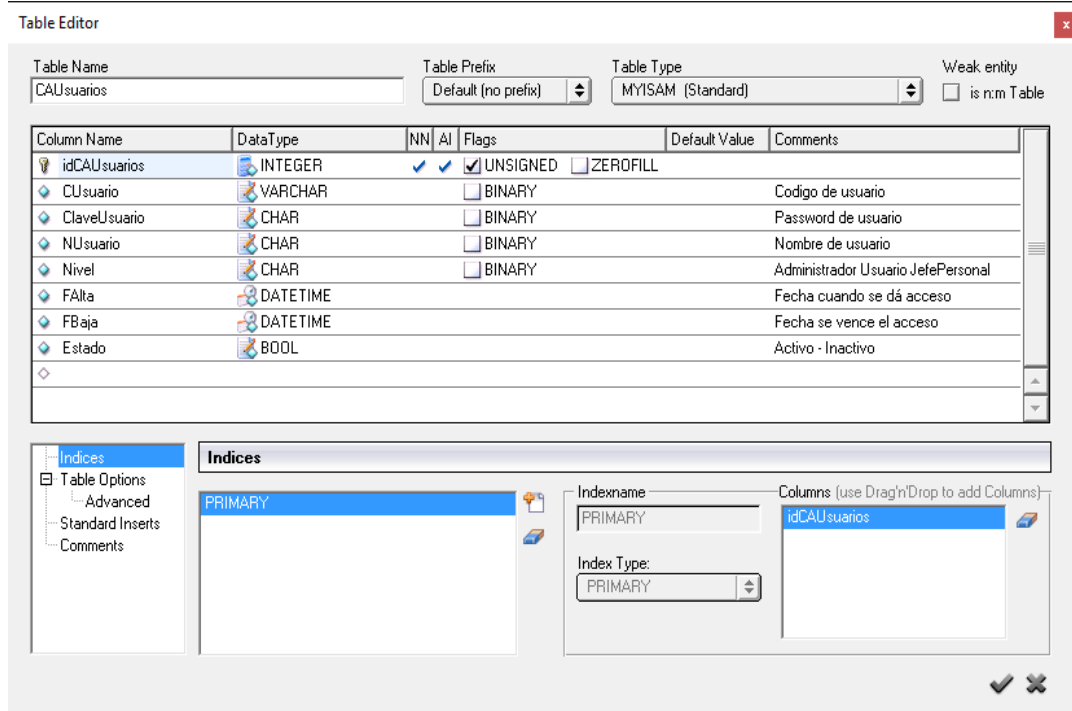 Table Editor
x
Table Name Table Prefix Table Type Weak entity
CAUsuarios Default (no prefix) MYISAM (Standard) is n:m Table
Column Name DataType NN AI Flags Default Value Comments
idCAUsuarios INTEGER UNSIGNED ZEROFILL
CUsuario VARCHAR BINARY Codigo de usuario
ClaveUsuario CHAR BINARY Password de usuario
NUsuario CHAR BINARY Nombre de usuario
Nivel CHAR BINARY Administrador Usuario JefePersonal
FAlta DATETIME Fecha cuando se dá acceso
FBaja DATETIME Fecha se vence el acceso
Estado BOOL Activo - Inactivo
Indices
Table Options
Advanced
Standard Inserts
Comments
Indices
PRIMARY
Indexname
PRIMARY
Index Type:
PRIMARY
Columns (use Drag'n'Drop to add Columns)
idCAUsuarios